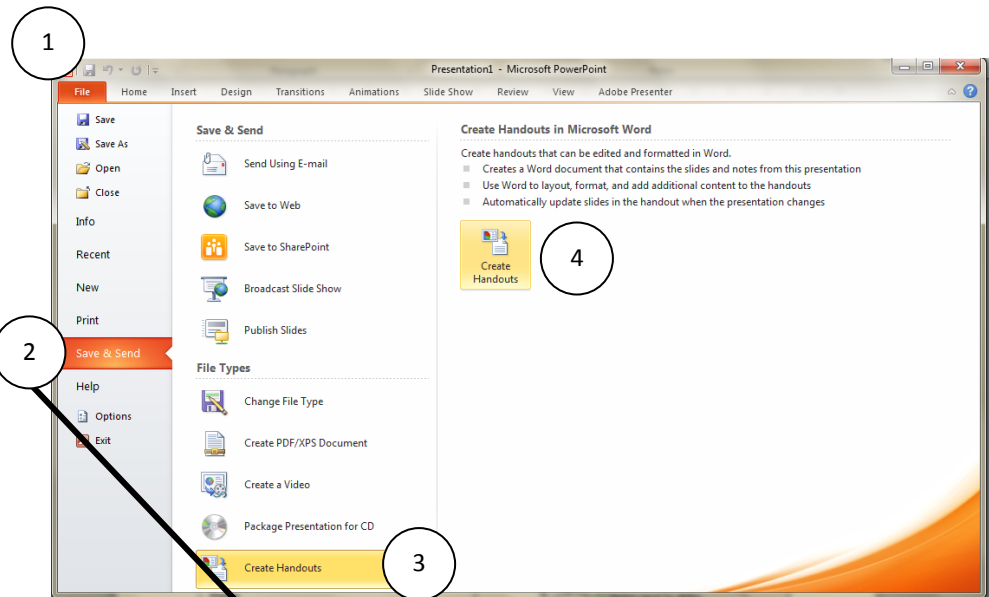 1
Presentation1 - Microsoft PowerPoint
File Home Insert Design Transitions Animations Slide Show Review View Adobe Presenter
Save
Save As
Open
Close
Info
Recent
New
Print
2
Save & Send
Help
Options
Exit
Save & Send
Send Using E-mail
Save to Web
Save to SharePoint
Broadcast Slide Show
Publish Slides
File Types
Change File Type
Create PDF/XPS Document
Create a Video
Package Presentation for CD
Create Handouts
3
Create Handouts in Microsoft Word
Create handouts that can be edited and formatted in Word.
Creates a Word document that contains the slides and notes from this presentation
Use Word to layout, format, and add additional content to the handouts
Automatically update slides in the handout when the presentation changes
Create
Handouts
4